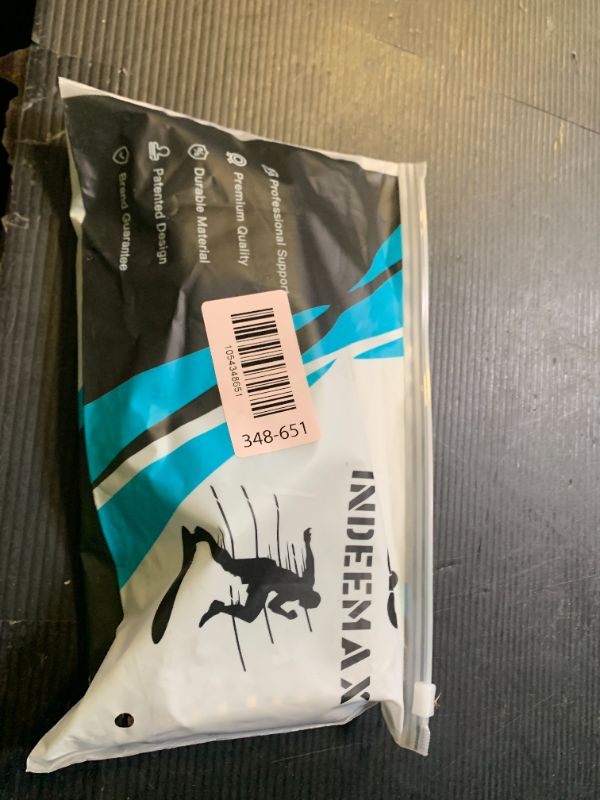 INDEEMAX
Professional Support
Premium Quality
Durable Material
Patented Design
Brand Guarantee
1054348651
348-651